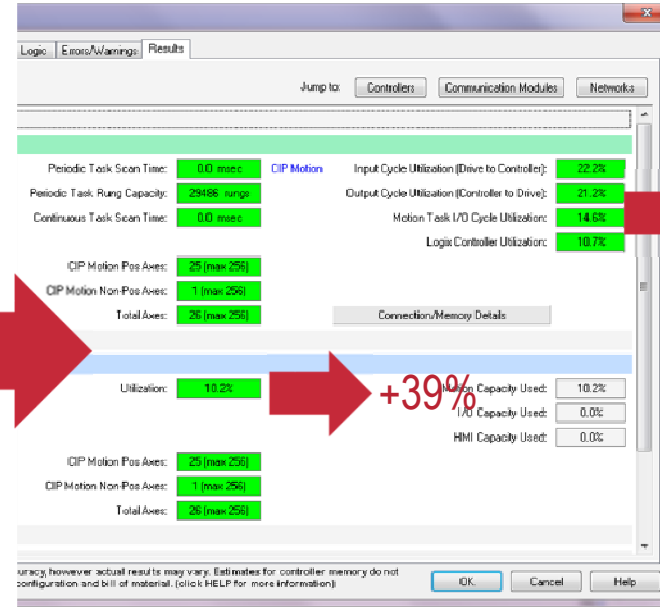 Logic Errors/Warnings Results
Jump to: Controllers Communication Modules Networks
Periodic Task Scan Time: 0.0 msec CIP Motion Input Cycle Utilization (Drive to Controller): 22.2%
Periodic Task Rung Capacity: 29486 rungs Output Cycle Utilization (Controller to Drive): 21.2%
Continuous Task Scan Time: 0.0 msec Motion Task I/O Cycle Utilization: 14.6%
Logix Controller Utilization: 10.7%
CIP Motion Pos Axes: 25 (max 256)
CIP Motion Non-Pos Axes: 1 (max 256)
Total Axes: 26 (max 256) Connection/Memory Details
Utilization: 10.2% Motion Capacity Used: 10.2%
+39%
I/O Capacity Used: 0.0%
HMI Capacity Used: 0.0%
CIP Motion Pos Axes: 25 (max 256)
CIP Motion Non-Pos Axes: 1 (max 256)
Total Axes: 26 (max 256)
uracy, however actual results may vary. Estimates for controller memory do not
configuration and bill of material. (click HELP for more information)
OK Cancel Help